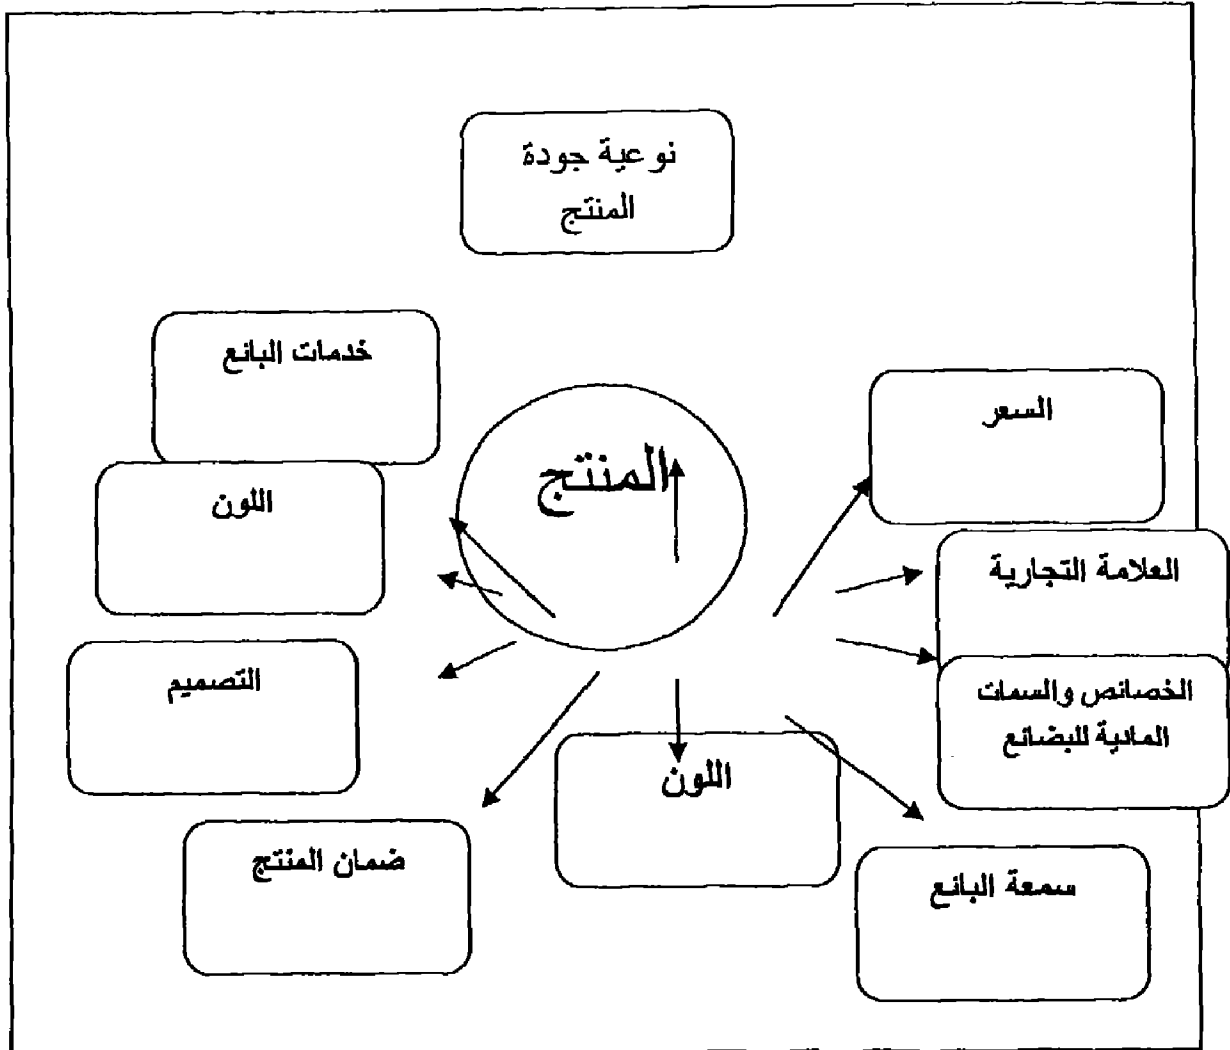 نوعية جودة
المنتج
خدمات البائع
السعر
المنتج
اللون
العلامة التجارية
التصميم
الخصائص والسمات
المادية للبضائع
اللون
ضمان المنتج
سمعة البائع